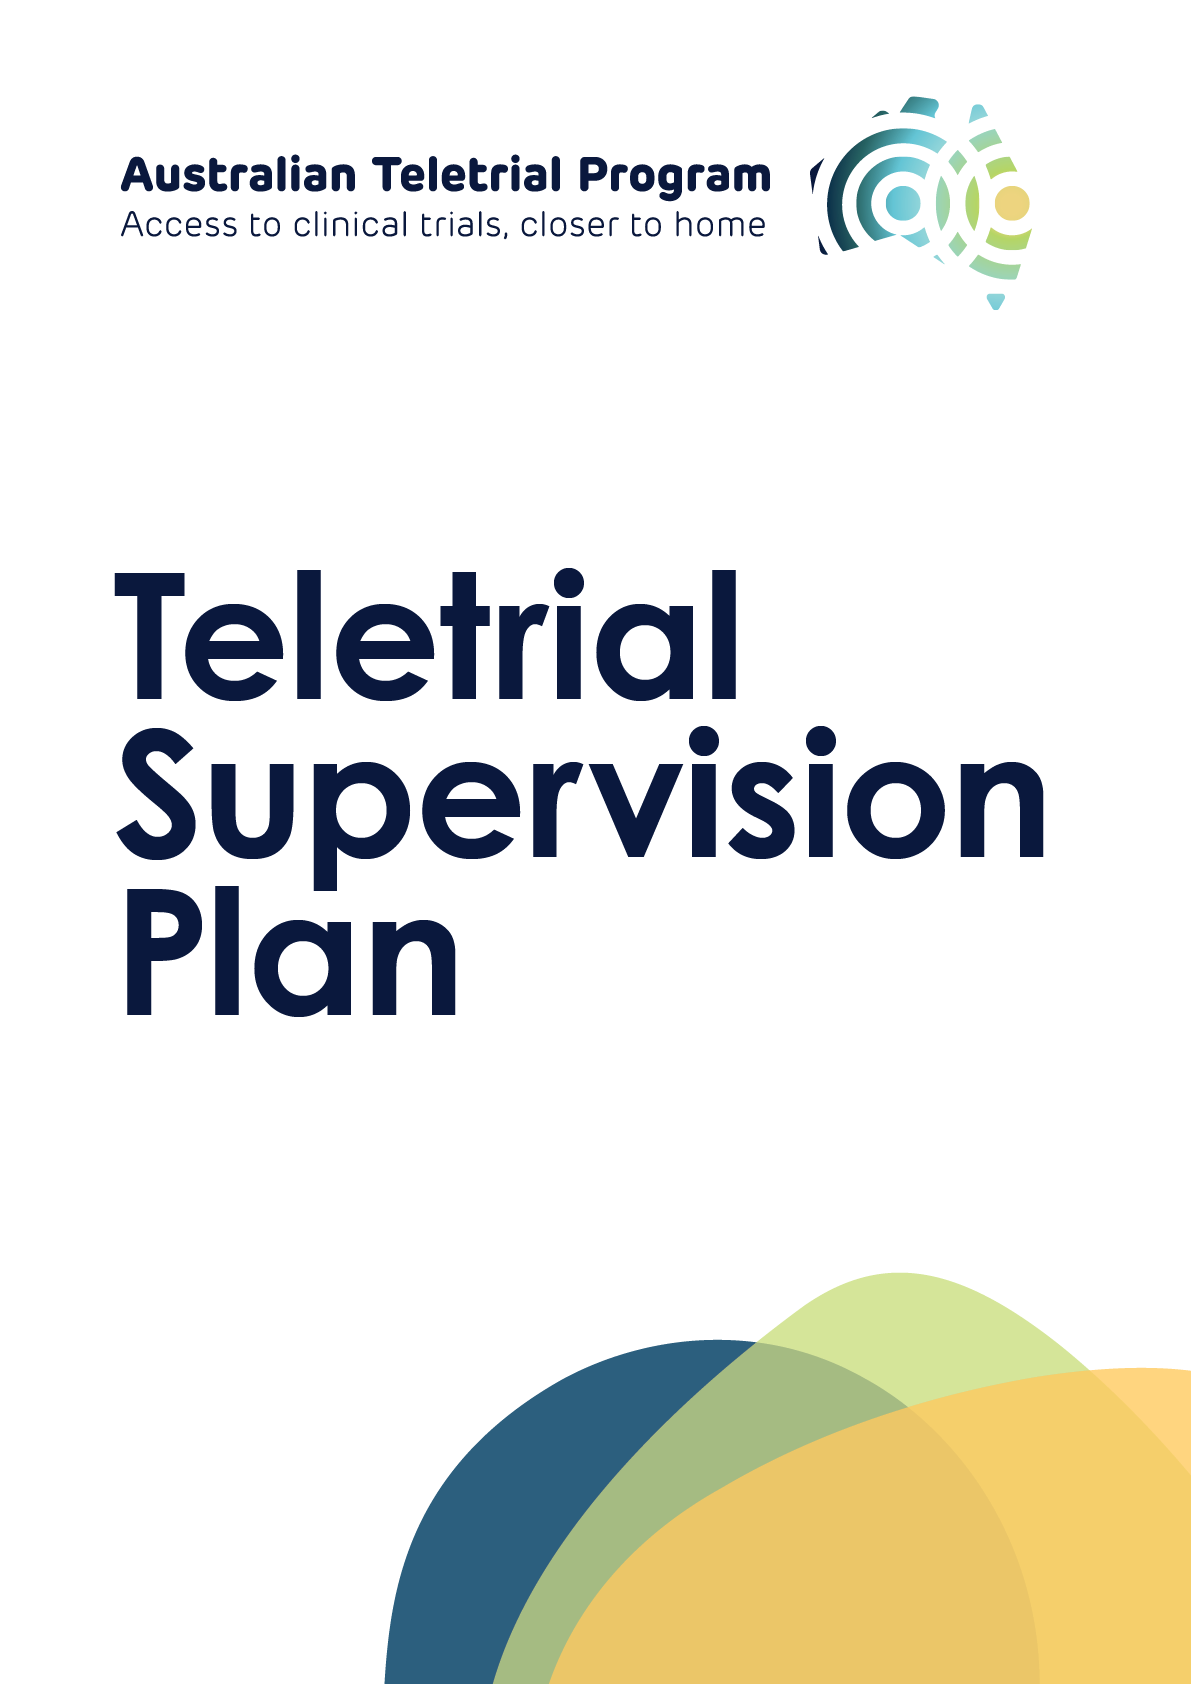 Australian Teletrial Program
Access to clinical trials, closer to home
Teletrial
Supervision
Plan